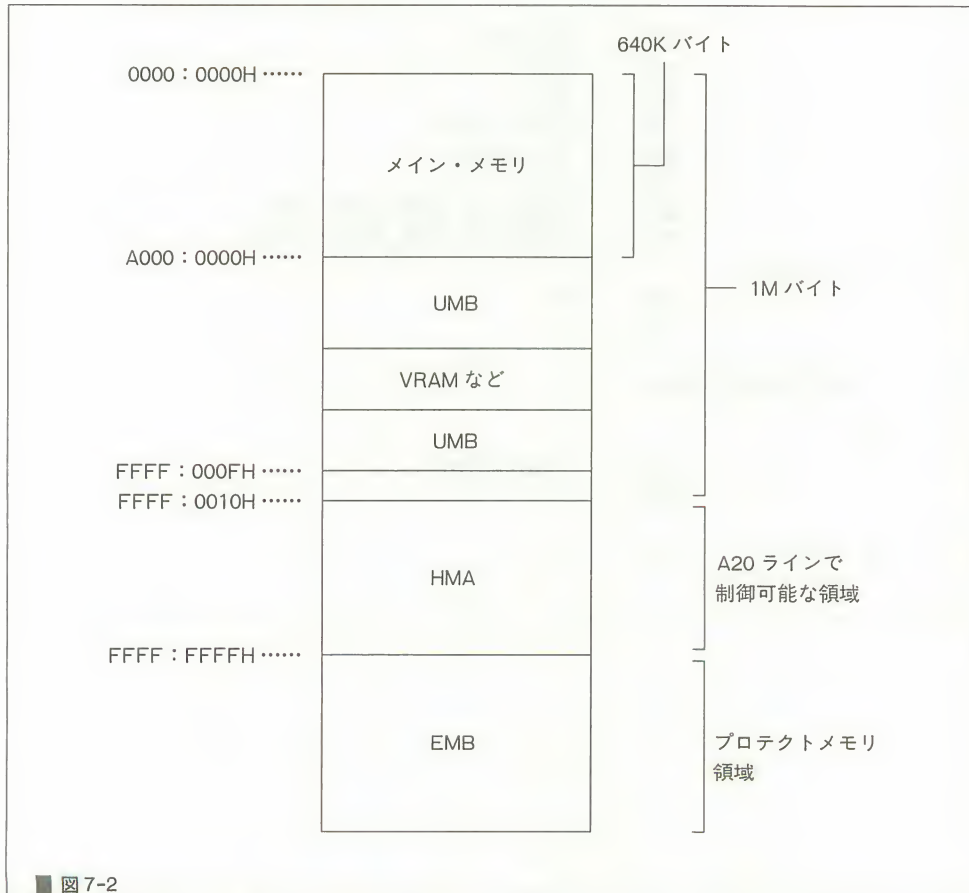 640K バイト
0000：0000H ……
メイン・メモリ
A000：0000H ……
UMB
1M バイト
VRAM など
UMB
FFFF：000FH ……
FFFF：0010H ……
HMA
A20 ラインで
制御可能な領域
FFFF：FFFFH ……
EMB
プロテクトメモリ
領域
■ 図 7-2